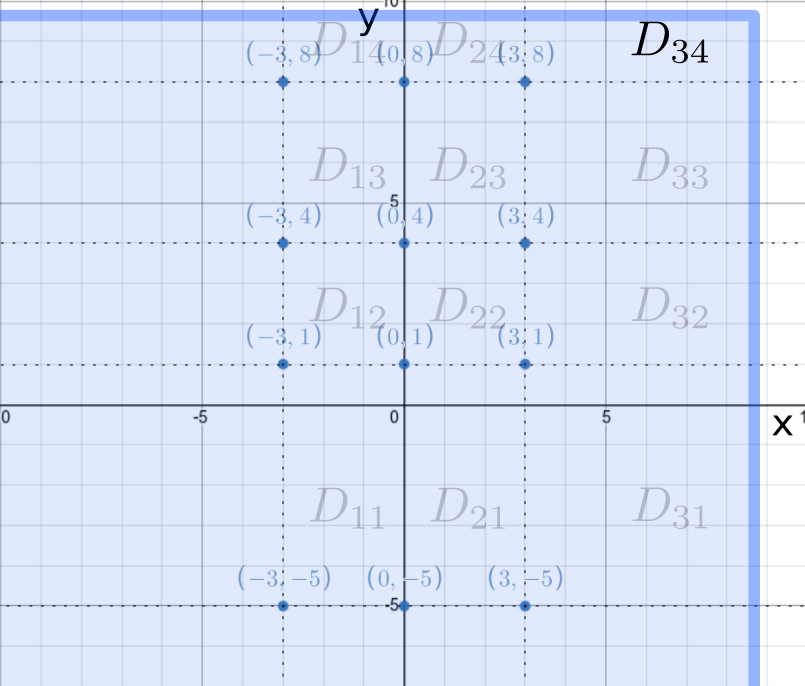 10
y
D14 D24 D34
(−3, 8) (0, 8) (3, 8)
D13 D23 D33
5
(−3, 4) (0, 4) (3, 4)
D12 D22 D32
(−3, 1) (0, 1) (3, 1)
0 -5 0 5 x 1
D11 D21 D31
(−3, −5) (0, −5) (3, −5)
-5